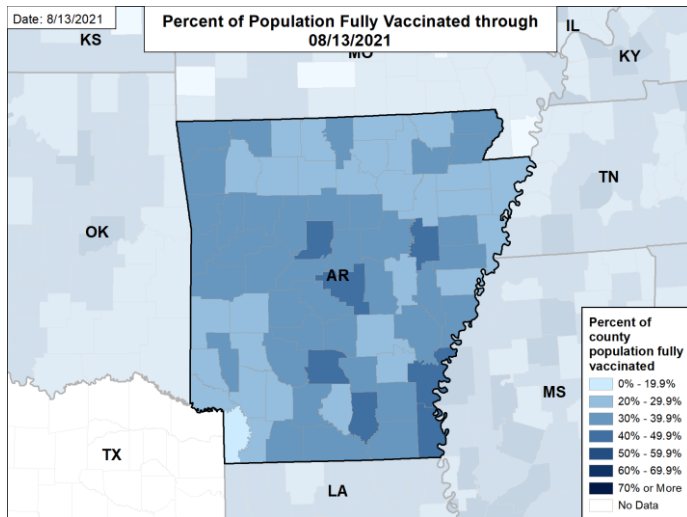 Date: 8/13/2021
Percent of Population Fully Vaccinated through
08/13/2021
IL
KS
MO
KY
TN
OK
AR
MS
TX
LA
Percent of
county
population fully
vaccinated
0% - 19.9%
20% - 29.9%
30% - 39.9%
40% - 49.9%
50% - 59.9%
60% - 69.9%
70% or More
No Data